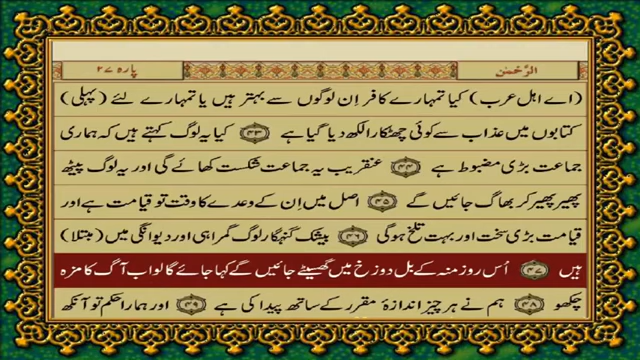 الرَّحْمٰن
پارہ ۲۷
(اے اہل عرب) کیا تمہارے کافر اِن لوگوں سے بہتر ہیں یا تمہارے لئے (پہلی)
کتابوں میں عذاب سے کوئی چھٹکارا لکھ دیا گیا ہے ۴۳ کیا یہ لوگ کہتے ہیں کہ ہماری
جماعت بڑی مضبوط ہے ۴۴ عنقریب یہ جماعت شکست کھائے گی اور یہ لوگ پیٹھ
پھیر پھیر کر بھاگ جائیں گے ۴۵ اصل میں اِن کے وعدے کا وقت تو قیامت ہے اور
قیامت بڑی سخت اور بہت تلخ ہوگی ۴۶ بیشک گنہگار لوگ گمراہی اور دیوانگی میں (مبتلا)
ہیں ۴۷ اُس روز منہ کے بل دوزخ میں گھسیٹے جائیں گے کہا جائے گا لو اب آگ کا مزہ
چکھو ۴۸ ہم نے ہر چیز اندازۂ مقرر کے ساتھ پیدا کی ہے ۴۹ اور ہمارا حکم تو آنکھ